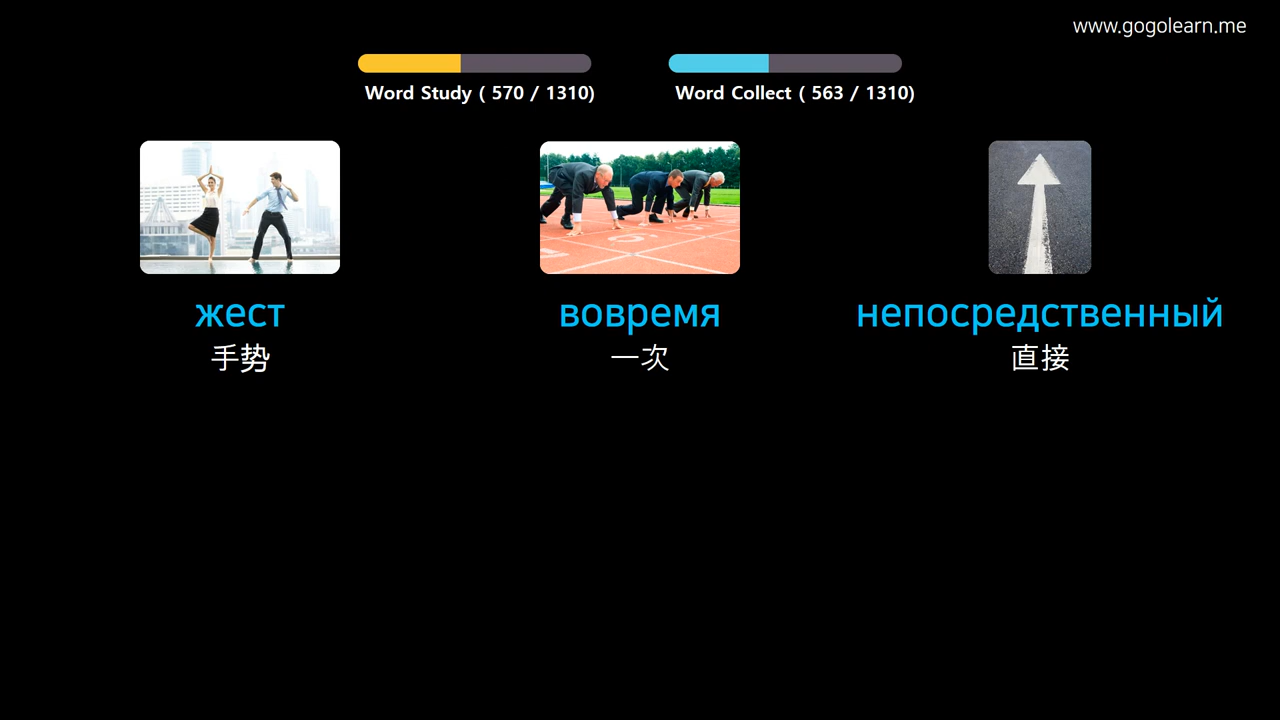 www.gogolearn.me
Word Study ( 570 / 1310)
Word Collect ( 563 / 1310)
жест
вовремя
непосредственный
手势
一次
直接